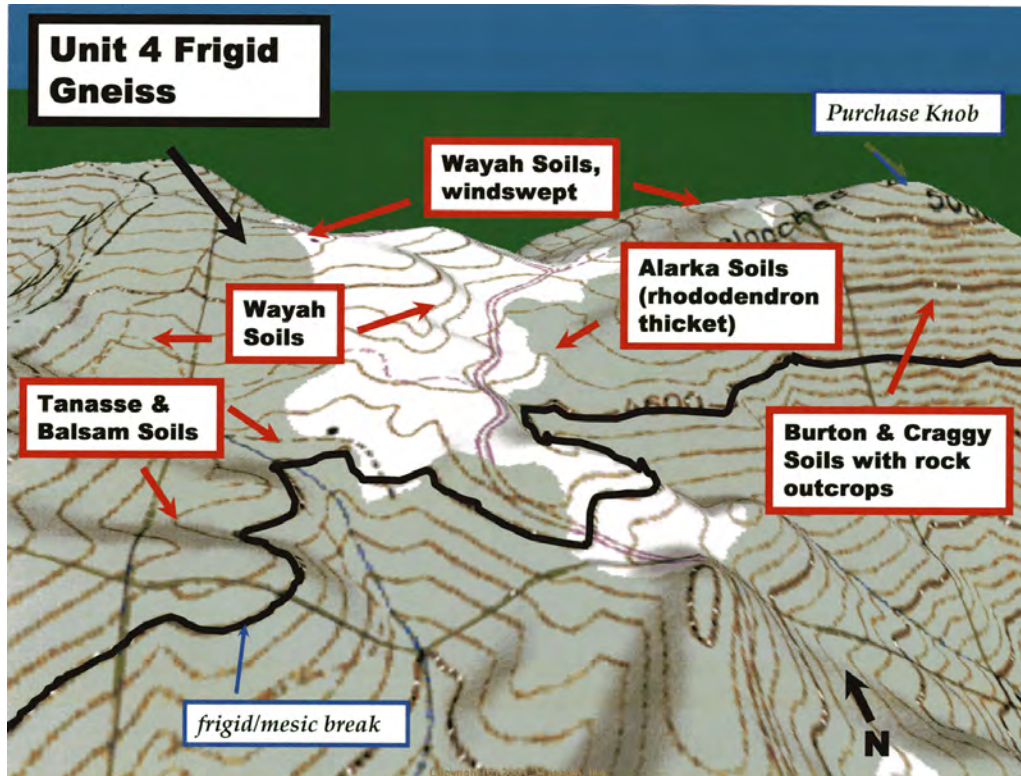 Unit 4 Frigid
Gneiss
Purchase Knob
Wayah Soils,
windswept
Alarka Soils
(rhododendron
thicket)
Wayah
Soils
4600
Tanasse &
Balsam Soils
Burton & Craggy
Soils with rock
outcrops
frigid/mesic break
N